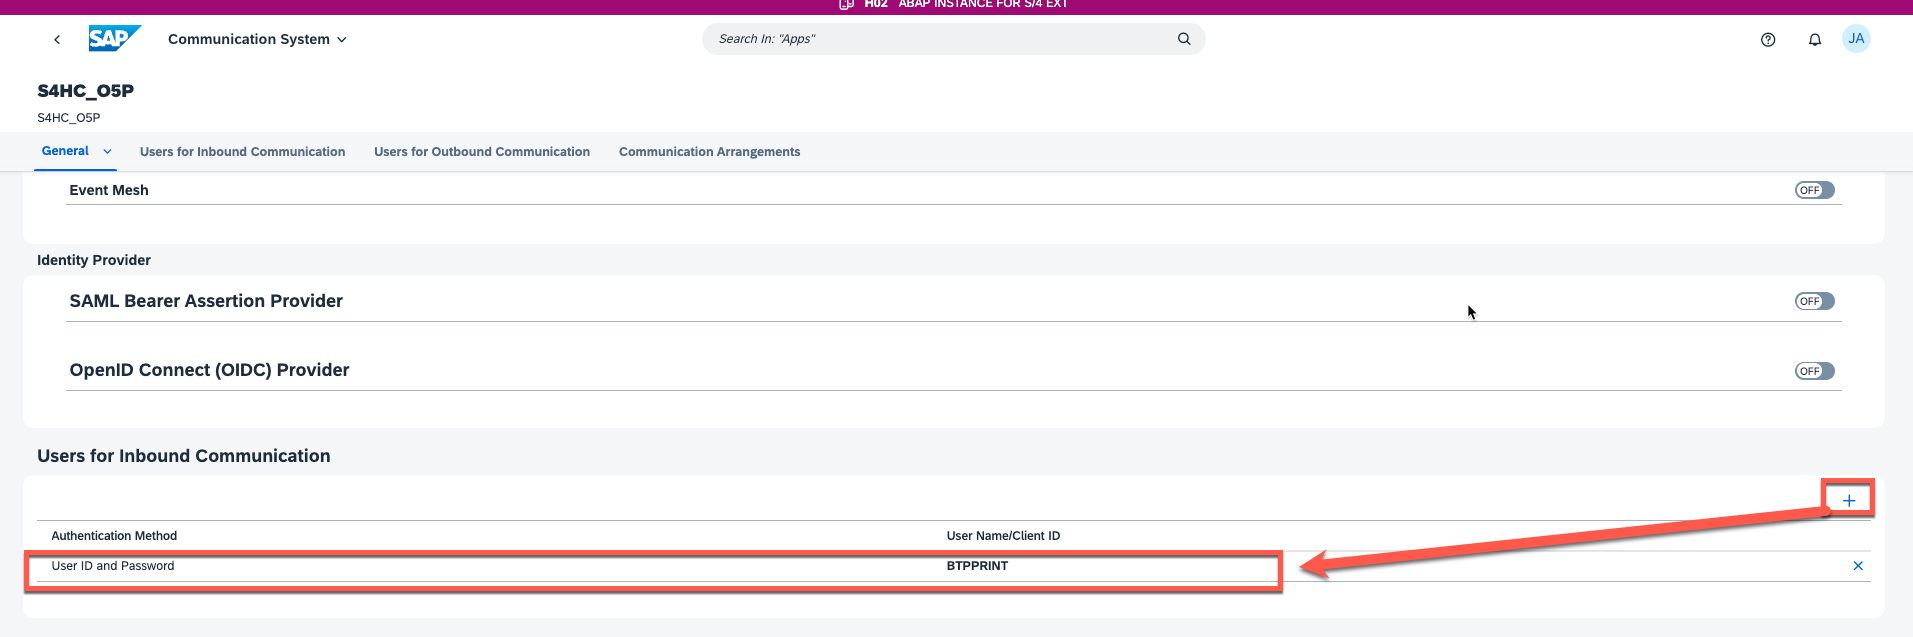 H02 ABAP INSTANCE FOR S/4 EXT
SAP Communication System Search In: "Apps" JA
S4HC_O5P
S4HC_O5P
General Users for Inbound Communication Users for Outbound Communication Communication Arrangements
Event Mesh OFF
Identity Provider
SAML Bearer Assertion Provider OFF
OpenID Connect (OIDC) Provider OFF
Users for Inbound Communication
Authentication Method User Name/Client ID
User ID and Password BTPPRINT